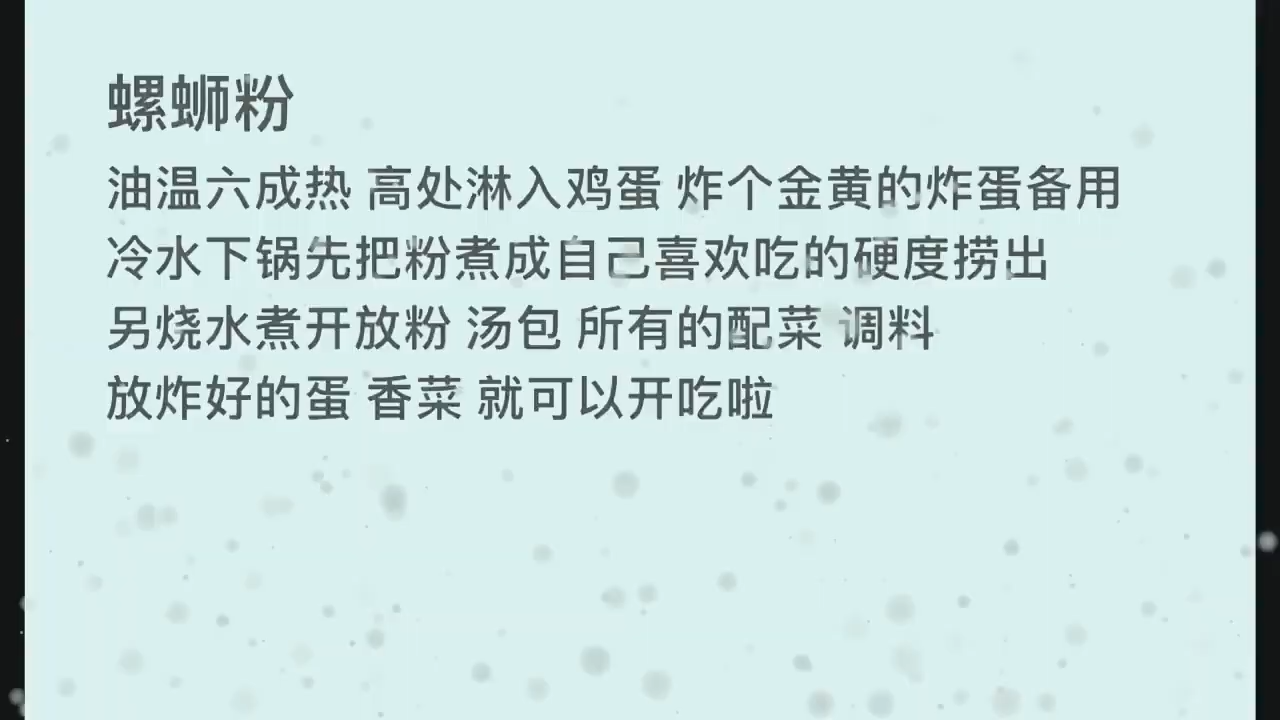 螺蛳粉
油温六成热 高处淋入鸡蛋 炸个金黄的炸蛋备用
冷水下锅先把粉煮成自己喜欢吃的硬度捞出
另烧水煮开放粉 汤包 所有的配菜 调料
放炸好的蛋 香菜 就可以开吃啦